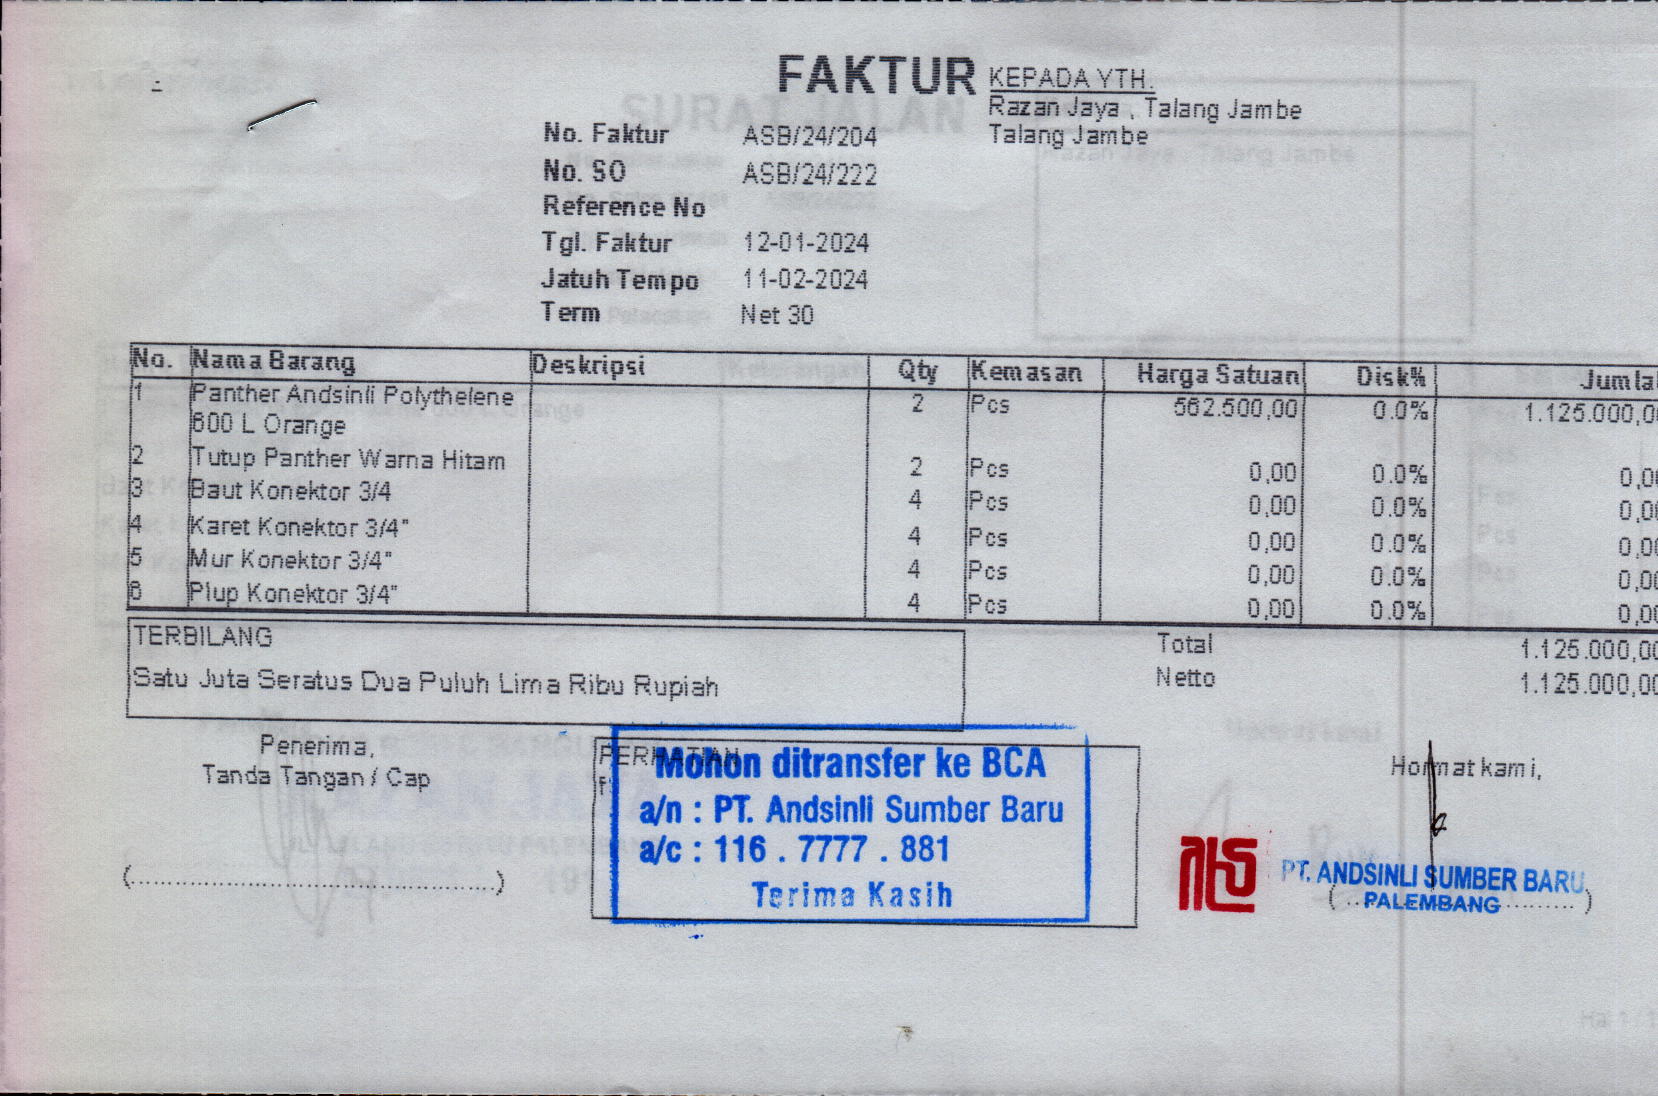 FAKTUR
KEPADA YTH.
Razan Jaya , Talang Jambe
Talang Jambe
No. Faktur ASB/24/204
No. SO ASB/24/222
Reference No
Tgl. Faktur 12-01-2024
Jatuh Tempo 11-02-2024
Term Net 30
No. Nama Barang Deskripsi Qty Kemasan Harga Satuan Disk% Jumla
1 Panther Andsinli Polythelene 2 Pcs 562.500,00 0.0% 1.125.000,0
600 L Orange
2 Tutup Panther Warna Hitam 2 Pcs 0,00 0.0% 0,0
3 Baut Konektor 3/4 4 Pcs 0,00 0.0% 0,0
4 Karet Konektor 3/4" 4 Pcs 0,00 0.0% 0,0
5 Mur Konektor 3/4" 4 Pcs 0,00 0.0% 0,0
6 Plup Konektor 3/4" 4 Pcs 0,00 0.0% 0,0
TERBILANG
Satu Juta Seratus Dua Puluh Lima Ribu Rupiah
Total 1.125.000,00
Netto 1.125.000,00
Penerima,
Tanda Tangan / Cap
PERHATIAN
Mohon ditransfer ke BCA
a/n : PT. Andsinli Sumber Baru
a/c : 116 . 7777 . 881
Terima Kasih
Hormat kami,
PT. ANDSINLI SUMBER BARU
PALEMBANG